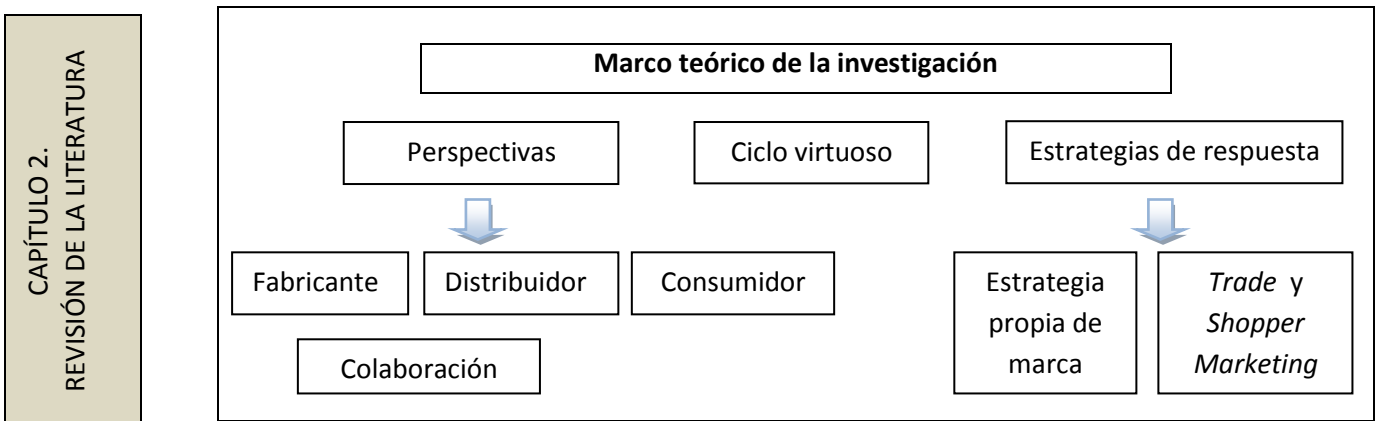 CAPÍTULO 2.
REVISIÓN DE LA LITERATURA
Marco teórico de la investigación
Perspectivas
Ciclo virtuoso
Estrategias de respuesta
Fabricante
Distribuidor
Consumidor
Colaboración
Estrategia
propia de
marca
Trade y
Shopper
Marketing